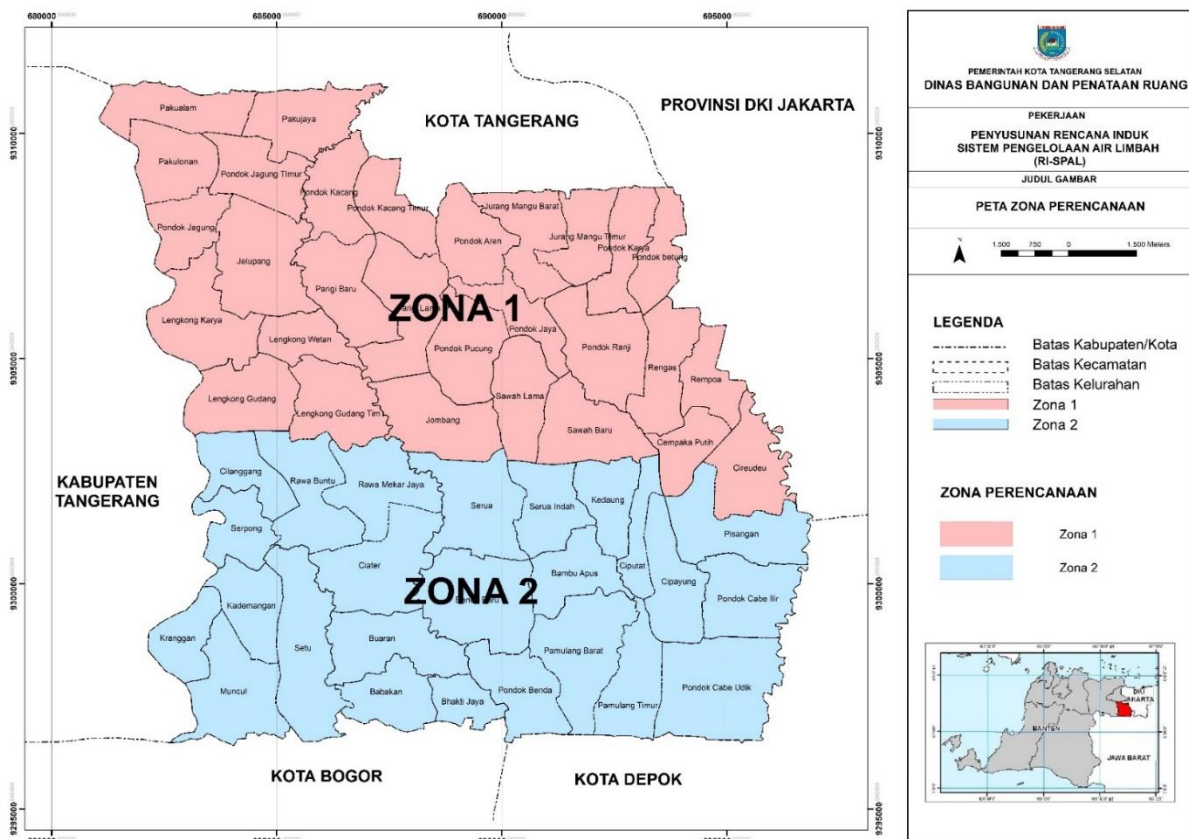 680000
685000
690000
695000
9310000
9305000
9300000
9295000
KOTA TANGERANG
PROVINSI DKI JAKARTA
KABUPATEN
TANGERANG
KOTA BOGOR
KOTA DEPOK
ZONA 1
ZONA 2
Pakualam
Pakujaya
Pakulonan
Pondok Jagung Timur
Pondok Kacang
Pondok Kacang Timur
Pondok Jagung
Jelupang
Pondok Aren
Jurang Mangu Barat
Jurang Mangu Timur
Pondok Karya
Pondok betung
Parigi Baru
Lengkong Karya
Lengkong Wetan
Pondok Pucung
Pondok Jaya
Pondok Ranji
Rengas
Rempoa
Lengkong Gudang
Lengkong Gudang Tim
Jombang
Sawah Lama
Sawah Baru
Cempaka Putih
Cireudeu
Cilanggang
Rawa Buntu
Rawa Mekar Jaya
Serua
Serua Indah
Kedaung
Pisangan
Serpong
Ciater
Bambu Apus
Ciputat
Cipayung
Pondok Cabe Ilir
Kademangan
Kranggan
Setu
Buaran
Pamulang Barat
Muncul
Babakan
Bhakti Jaya
Pondok Benda
Pamulang Timur
Pondok Cabe Udik
PEMERINTAH KOTA TANGERANG SELATAN
DINAS BANGUNAN DAN PENATAAN RUANG
PEKERJAAN
PENYUSUNAN RENCANA INDUK
SISTEM PENGELOLAAN AIR LIMBAH
(RI-SPAL)
JUDUL GAMBAR
PETA ZONA PERENCANAAN
1.500 750 0 1.500 Meters
LEGENDA
Batas Kabupaten/Kota
Batas Kecamatan
Batas Kelurahan
Zona 1
Zona 2
ZONA PERENCANAAN
Zona 1
Zona 2
DKI
JAKARTA
BANTEN
JAWA BARAT